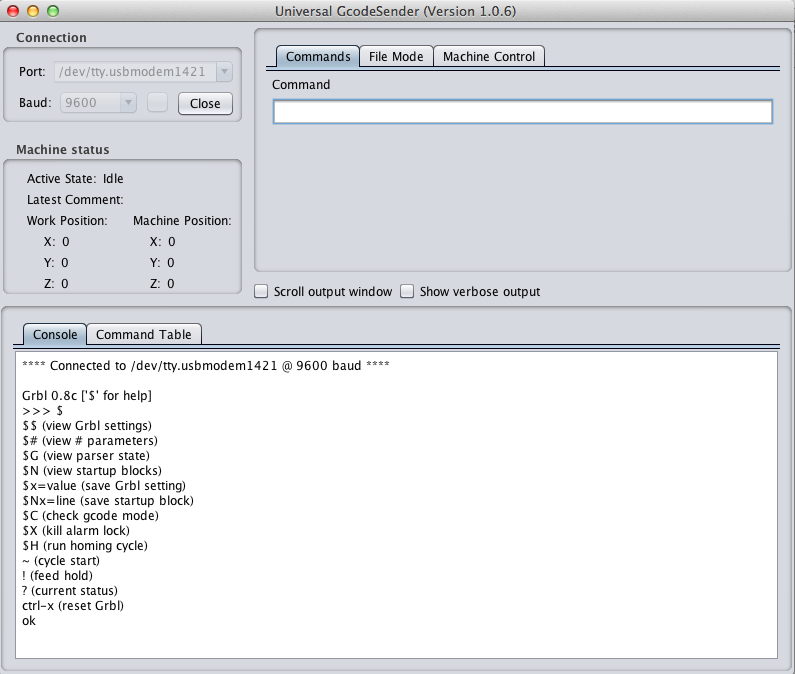 Universal GcodeSender (Version 1.0.6)
Connection
Port: /dev/tty.usbmodem1421
Baud: 9600 Close
Machine status
Active State: Idle
Latest Comment:
Work Position: Machine Position:
X: 0 X: 0
Y: 0 Y: 0
Z: 0 Z: 0
Commands File Mode Machine Control
Command
Scroll output window Show verbose output
Console Command Table
**** Connected to /dev/tty.usbmodem1421 @ 9600 baud ****
Grbl 0.8c ['$' for help]
>>> $
$$ (view Grbl settings)
$# (view # parameters)
$G (view parser state)
$N (view startup blocks)
$x=value (save Grbl setting)
$Nx=line (save startup block)
$C (check gcode mode)
$X (kill alarm lock)
$H (run homing cycle)
~ (cycle start)
! (feed hold)
? (current status)
ctrl-x (reset Grbl)
ok